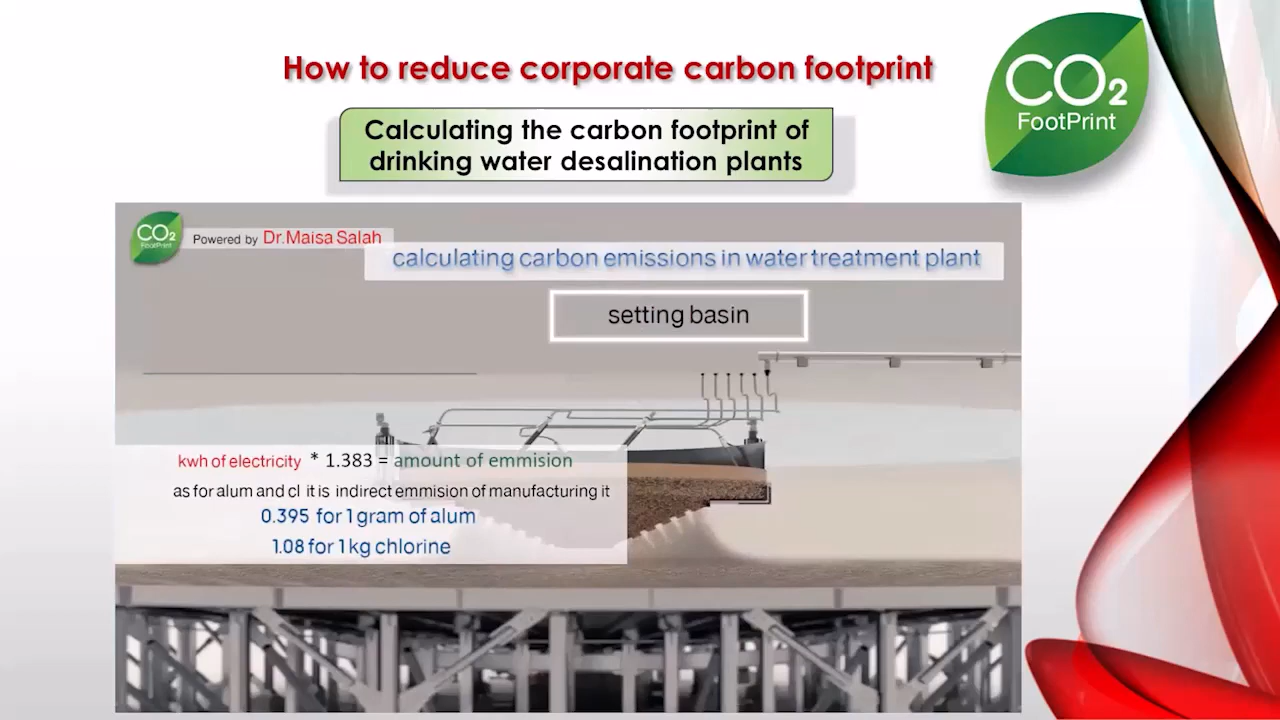 How to reduce corporate carbon footprint
CO2
FootPrint
Calculating the carbon footprint of
drinking water desalination plants
CO2
FootPrint
Powered by Dr.Maisa Salah
calculating carbon emissions in water treatment plant
setting basin
kwh of electricity * 1.383 = amount of emmision
as for alum and cl it is indirect emmision of manufacturing it
0.395 for 1 gram of alum
1.08 for 1 kg chlorine